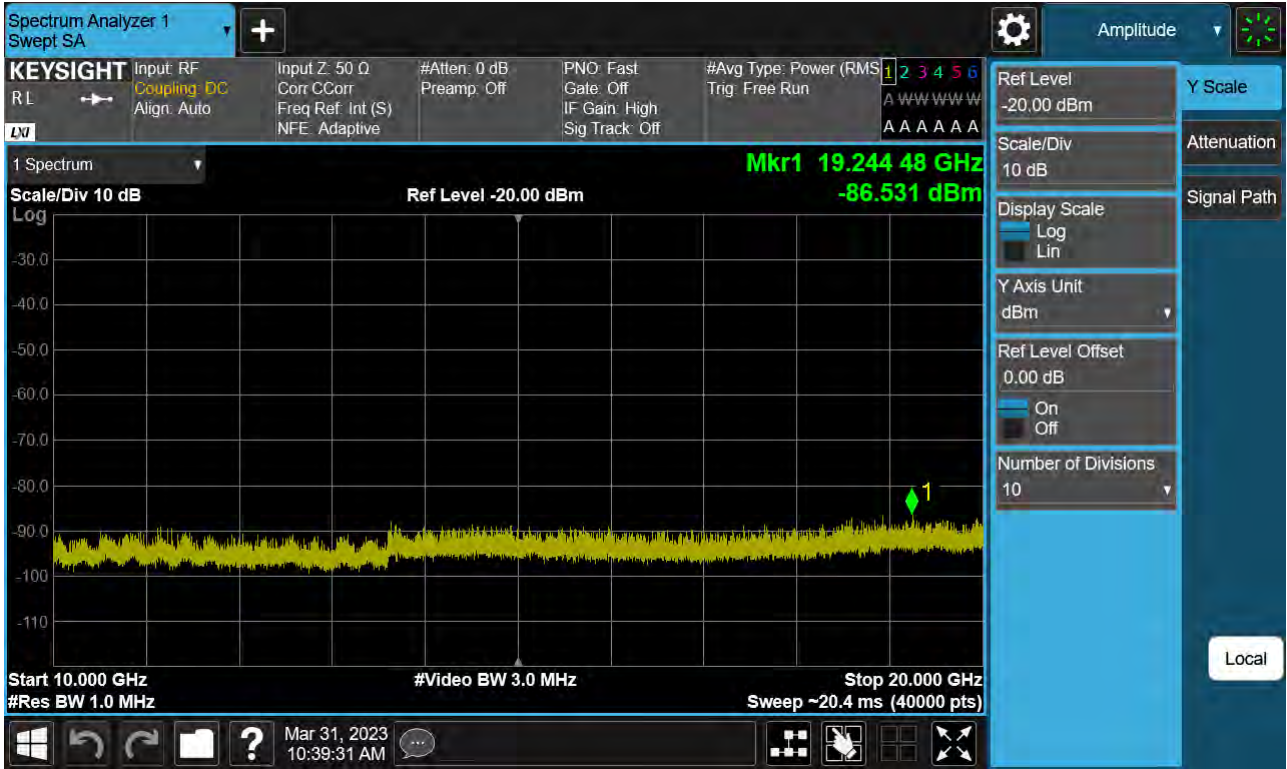 Spectrum Analyzer 1
Swept SA
+
Amplitude
KEYSIGHT
R L
LXI
Input: RF
Coupling: DC
Align: Auto
Input Z: 50 Ω
Corr CCorr
Freq Ref: Int (S)
NFE: Adaptive
#Atten: 0 dB
Preamp: Off
PNO: Fast
Gate: Off
IF Gain: High
Sig Track: Off
#Avg Type: Power (RMS
Trig: Free Run
1 2 3 4 5 6
A W W W W W
A A A A A A
1 Spectrum
Scale/Div 10 dB
Ref Level -20.00 dBm
Mkr1 19.244 48 GHz
-86.531 dBm
Log
-30.0
-40.0
-50.0
-60.0
-70.0
-80.0
-90.0
-100
-110
1
Start 10.000 GHz
#Res BW 1.0 MHz
#Video BW 3.0 MHz
Stop 20.000 GHz
Sweep ~20.4 ms (40000 pts)
Ref Level
-20.00 dBm
Scale/Div
10 dB
Display Scale
Log
Lin
Y Axis Unit
dBm
Ref Level Offset
0.00 dB
On
Off
Number of Divisions
10
Y Scale
Attenuation
Signal Path
Local
?
Mar 31, 2023
10:39:31 AM